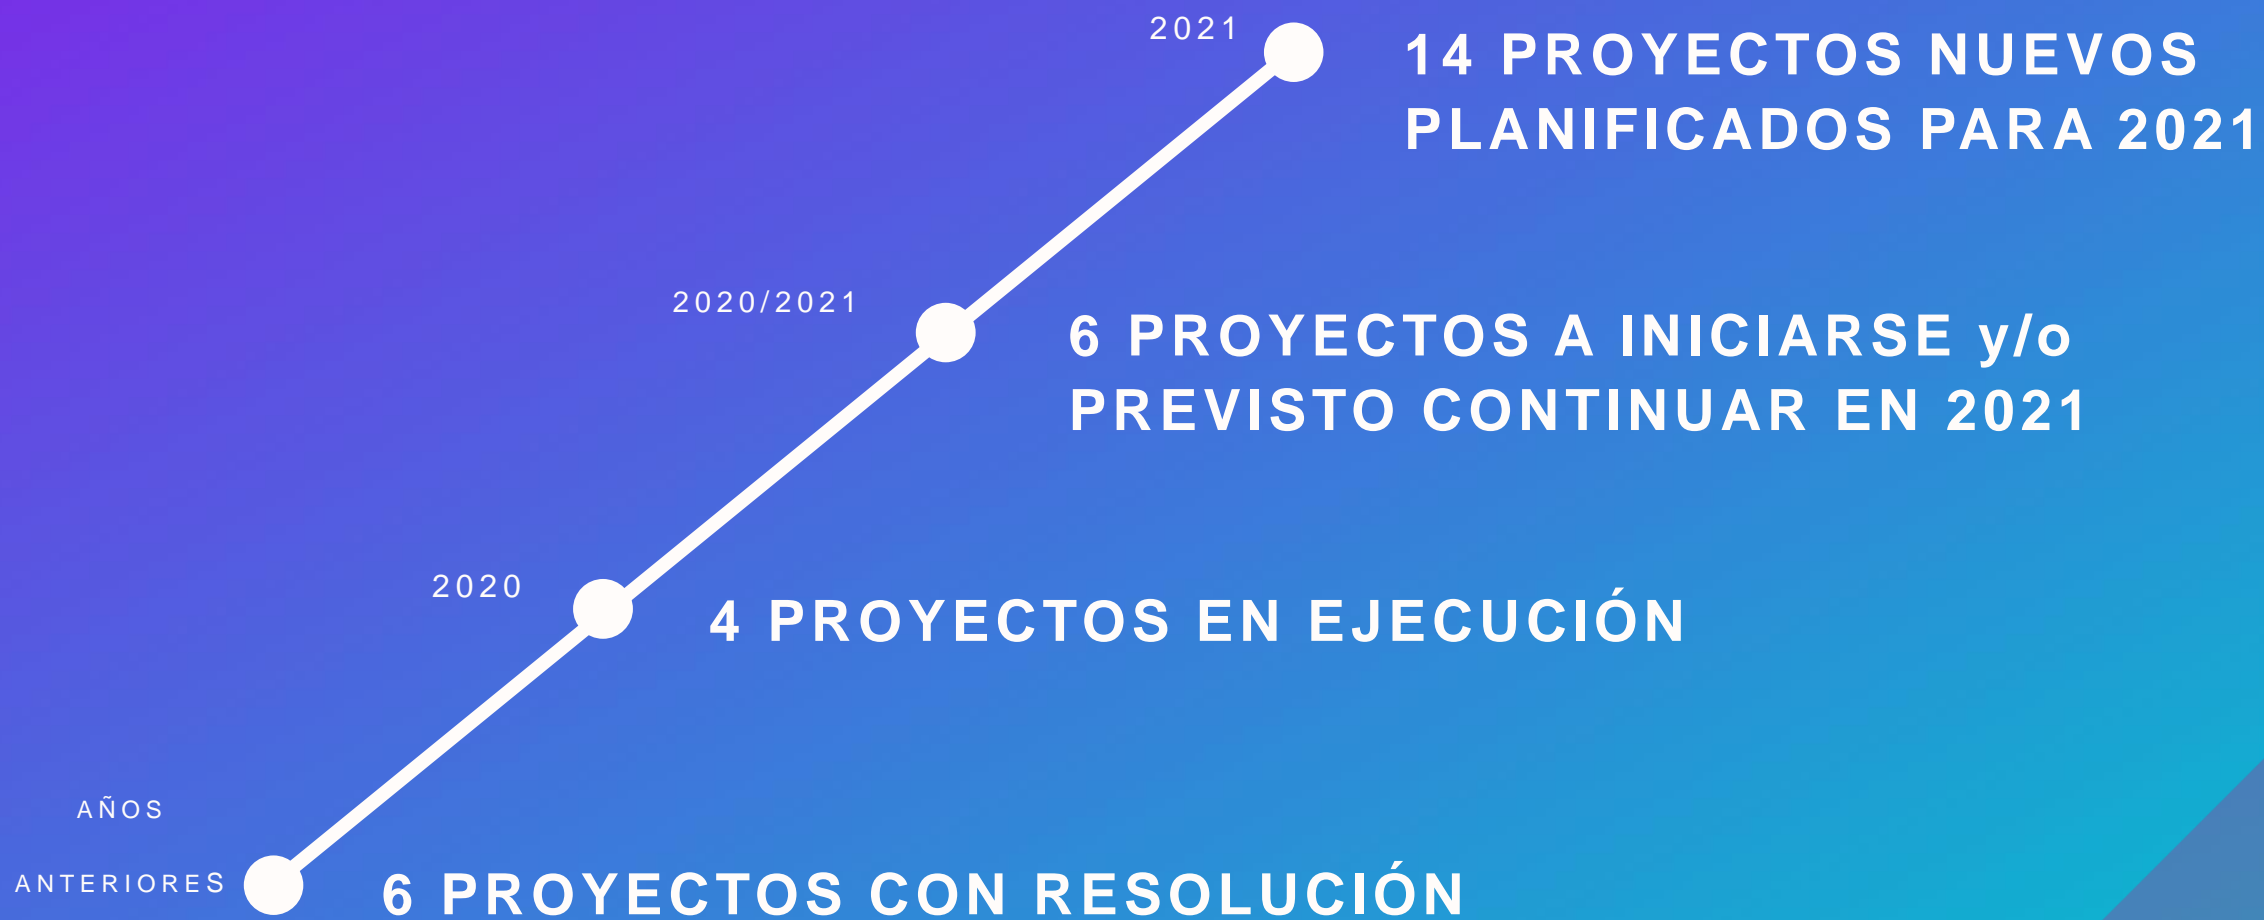 2021
14 PROYECTOS NUEVOS
PLANIFICADOS PARA 2021
2020/2021
6 PROYECTOS A INICIARSE y/o
PREVISTO CONTINUAR EN 2021
2020
4 PROYECTOS EN EJECUCIÓN
AÑOS
ANTERIORES
6 PROYECTOS CON RESOLUCIÓN